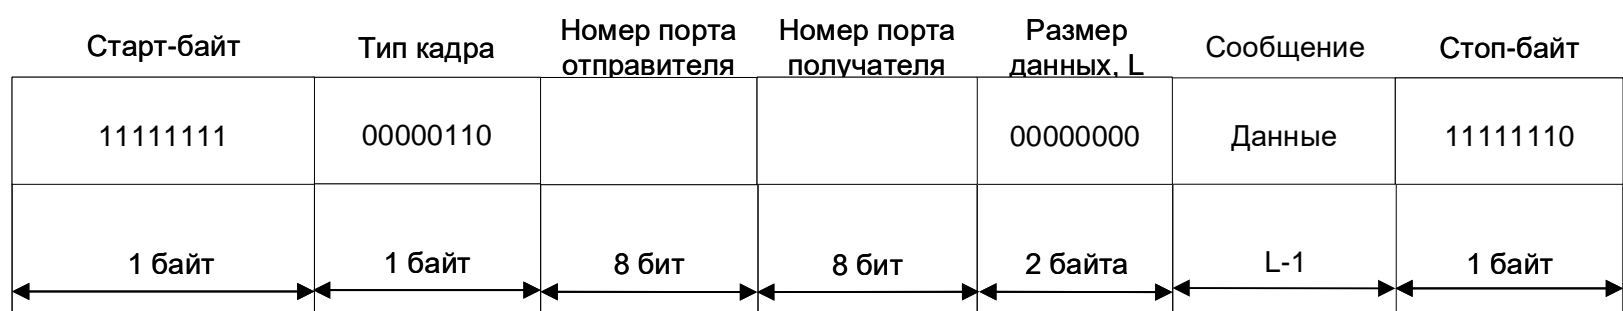 Старт-байт
Тип кадра
Номер порта
отправителя
Номер порта
получателя
Размер
данных, L
Сообщение
Стоп-байт
11111111
00000110
00000000
Данные
11111110
1 байт
1 байт
8 бит
8 бит
2 байта
L-1
1 байт